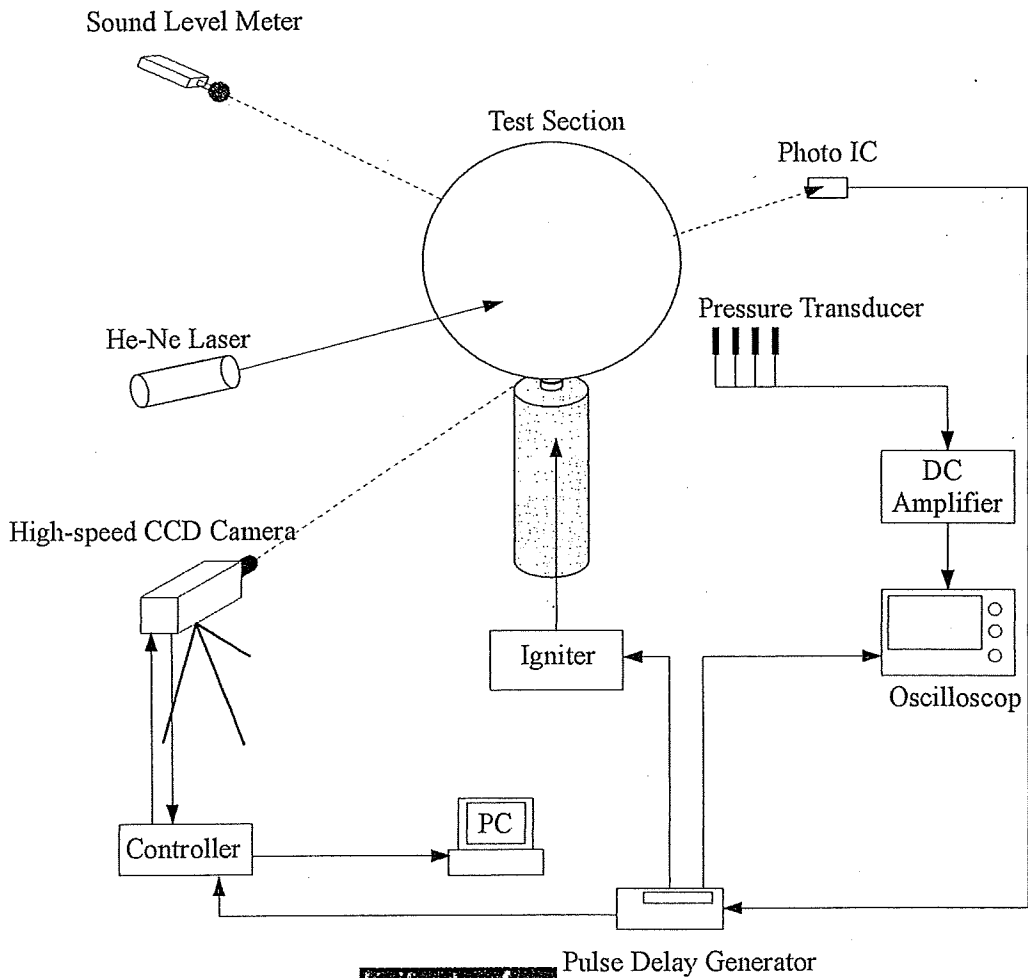 Sound Level Meter
Test Section
Photo IC
Pressure Transducer
He-Ne Laser
DC
Amplifier
High-speed CCD Camera
Igniter
Oscilloscop
PC
Controller
Pulse Delay Generator